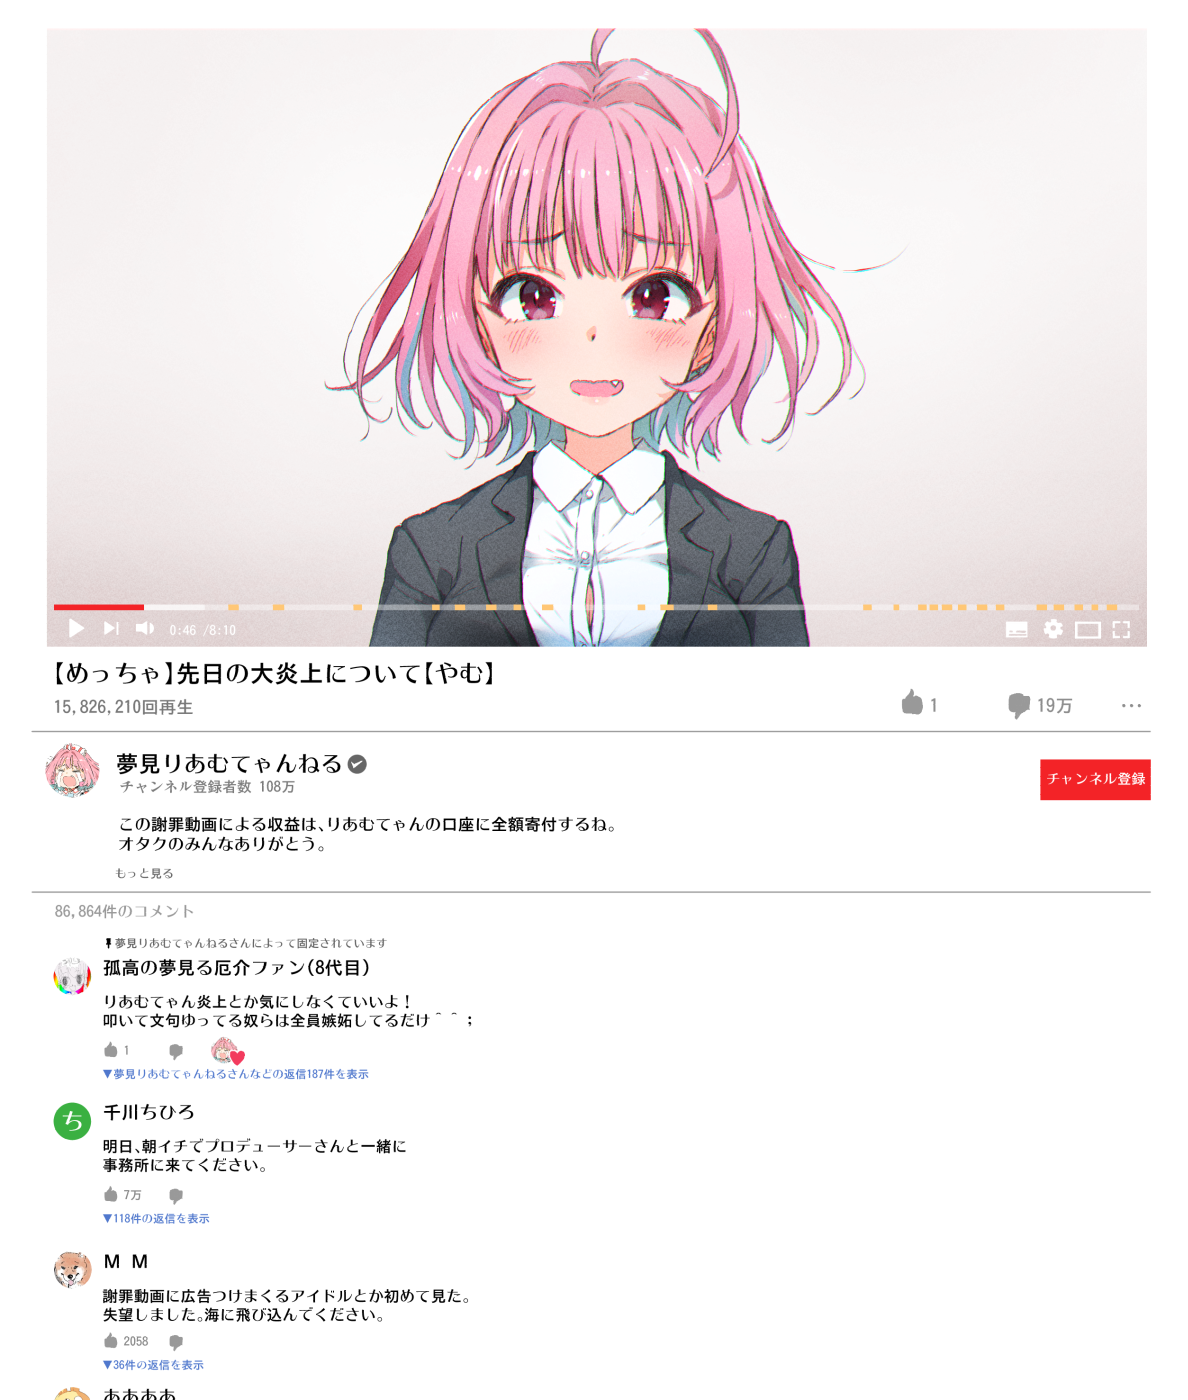 0:46 /8:10
【めっちゃ】先日の大炎上について【やむ】
15,826,210回再生
1
19万
…
夢見りあむてゃんねる
チャンネル登録者数 108万
チャンネル登録
この謝罪動画による収益は、りあむてゃんの口座に全額寄付するね。
オタクのみんなありがとう。
もっと見る
86,864件のコメント
夢見りあむてゃんねるさんによって固定されています
孤高の夢見る厄介ファン(8代目)
りあむてゃん炎上とか気にしなくていいよ！
叩いて文句ゆってる奴らは全員嫉妬してるだけ＾＾；
1
▼夢見りあむてゃんねるさんなどの返信187件を表示
ち
千川ちひろ
明日、朝イチでプロデューサーさんと一緒に
事務所に来てください。
7万
▼118件の返信を表示
M M
謝罪動画に広告つけまくるアイドルとか初めて見た。
失望しました。海に飛び込んでください。
2058
▼36件の返信を表示
ああああ